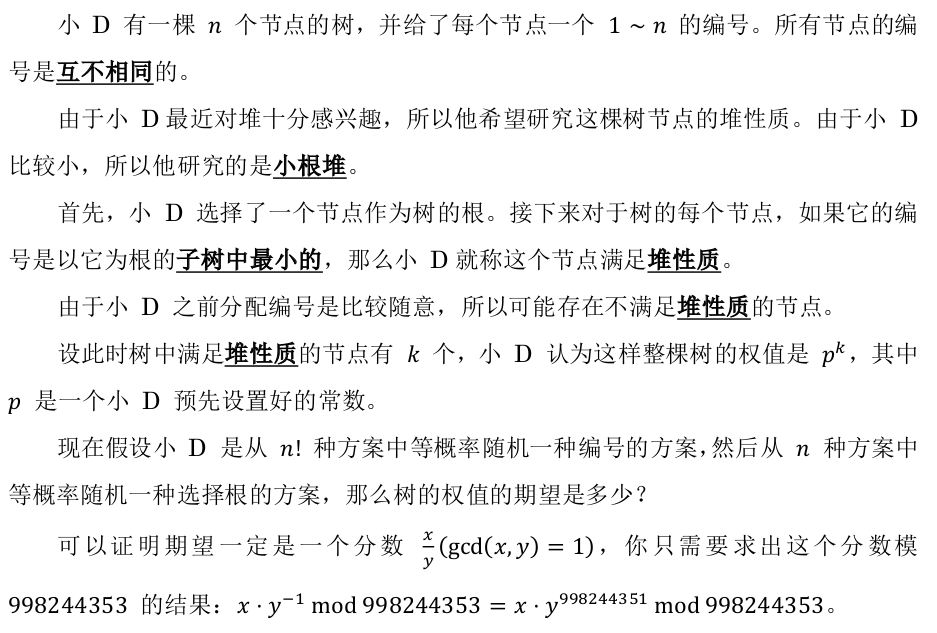 小 D 有一棵 n 个节点的树，并给了每个节点一个 1 ~ n 的编号。所有节点的编
号是互不相同的。
由于小 D 最近对堆十分感兴趣，所以他希望研究这棵树节点的堆性质。由于小 D
比较小，所以他研究的是小根堆。
首先，小 D 选择了一个节点作为树的根。接下来对于树的每个节点，如果它的编
号是以它为根的子树中最小的，那么小 D 就称这个节点满足堆性质。
由于小 D 之前分配编号是比较随意，所以可能存在不满足堆性质的节点。
设此时树中满足堆性质的节点有 k 个，小 D 认为这样整棵树的权值是 p^k，其中
p 是一个小 D 预先设置好的常数。
现在假设小 D 是从 n! 种方案中等概率随机一种编号的方案，然后从 n 种方案中
等概率随机一种选择根的方案，那么树的权值的期望是多少？
可以证明期望一定是一个分数 x/y (gcd(x, y) = 1)，你只需要求出这个分数模
998244353 的结果：x · y^{-1} mod 998244353 = x · y^{998244351} mod 998244353。